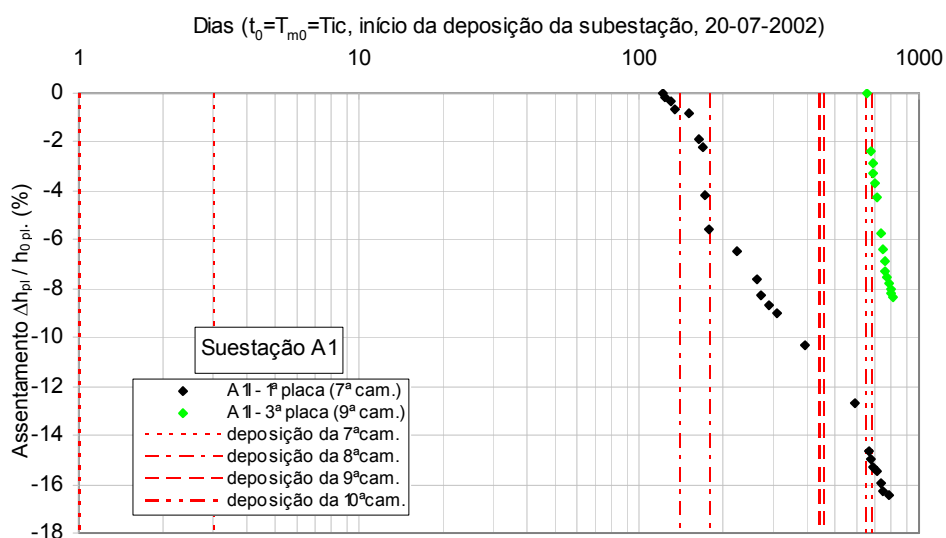 Dias (t0=Tm0=Tic, início da deposição da subestação, 20-07-2002)
1 10 100 1000
0
-2
-4
-6
-8
-10
-12
-14
-16
-18
Assentamento Δhpl / h0 pl. (%)
Suestação A1
A1I - 1ª placa (7ª cam.)
A1I - 3ª placa (9ª cam.)
deposição da 7ªcam.
deposição da 8ªcam.
deposição da 9ªcam.
deposição da 10ªcam.